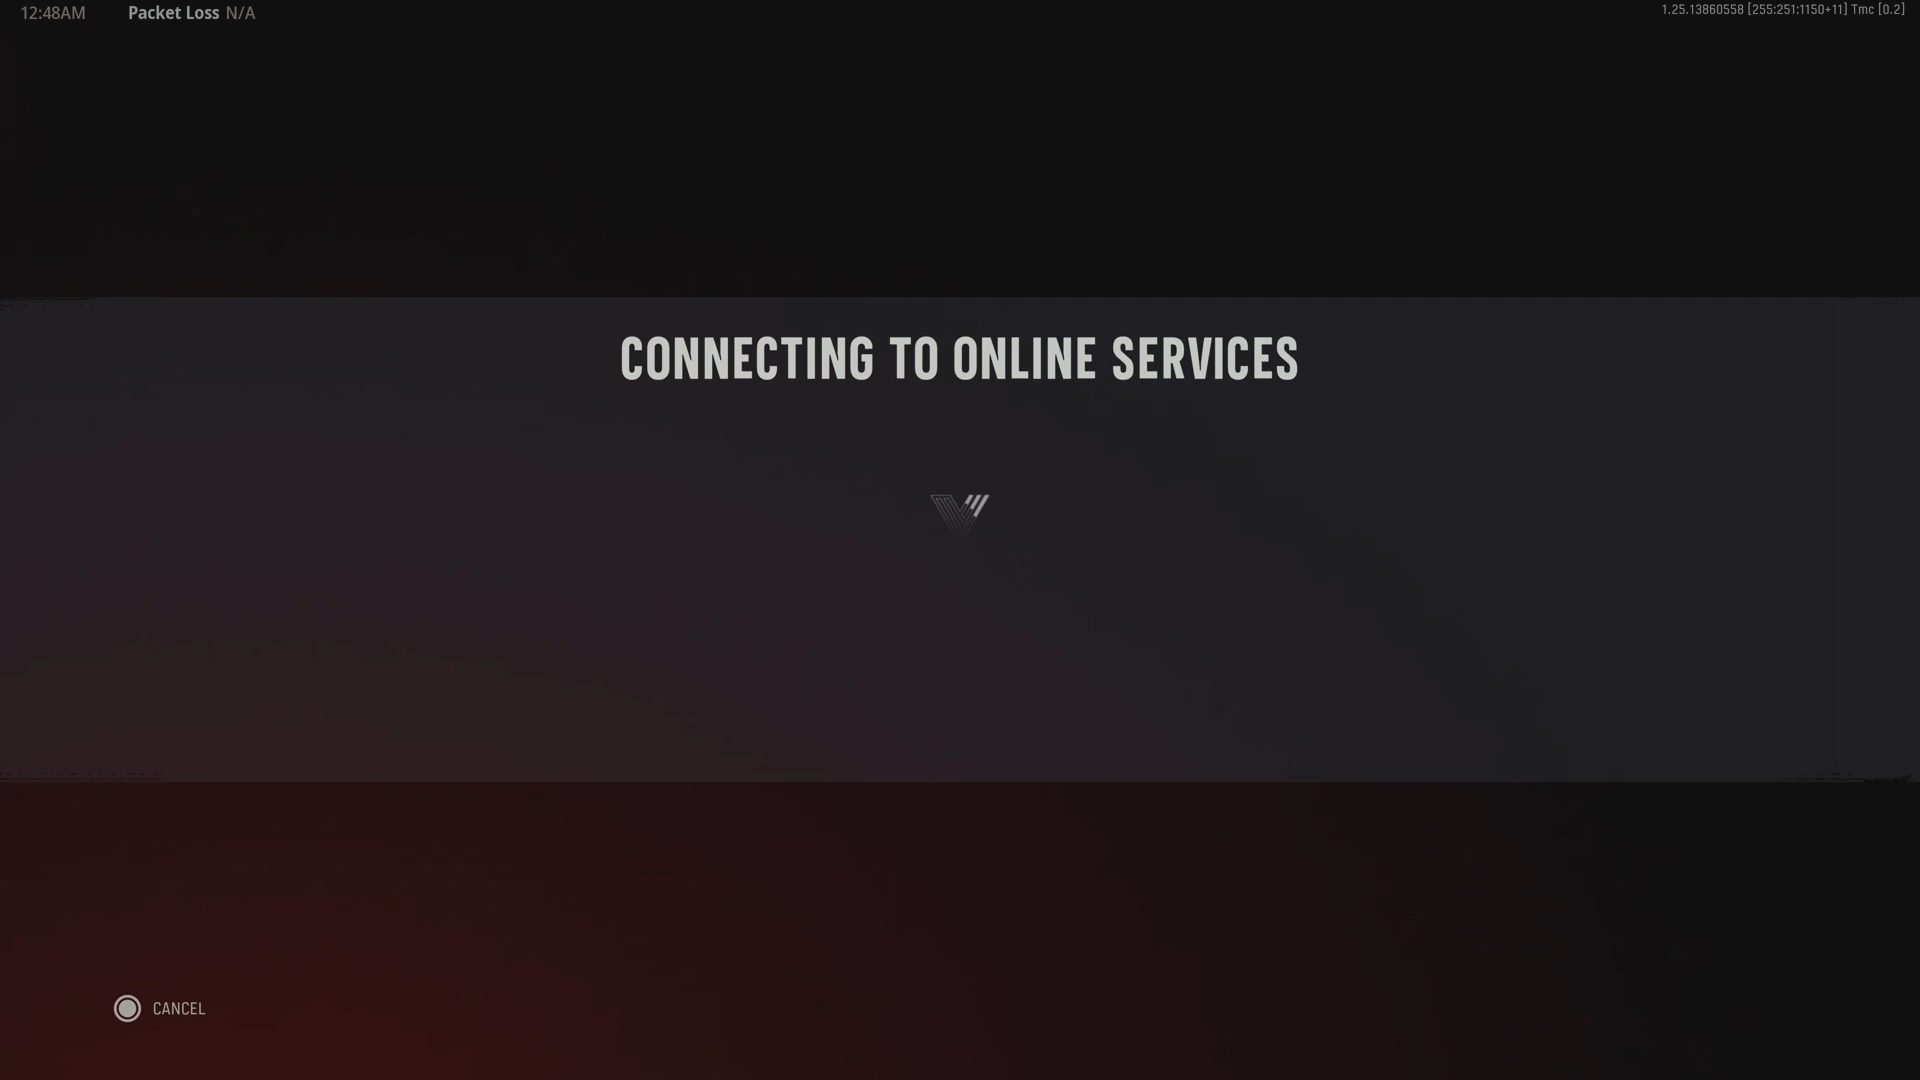 12:48AM Packet Loss N/A
1.25.13860558 [255:251:1150+11] Tmc [0.2]
CONNECTING TO ONLINE SERVICES
CANCEL